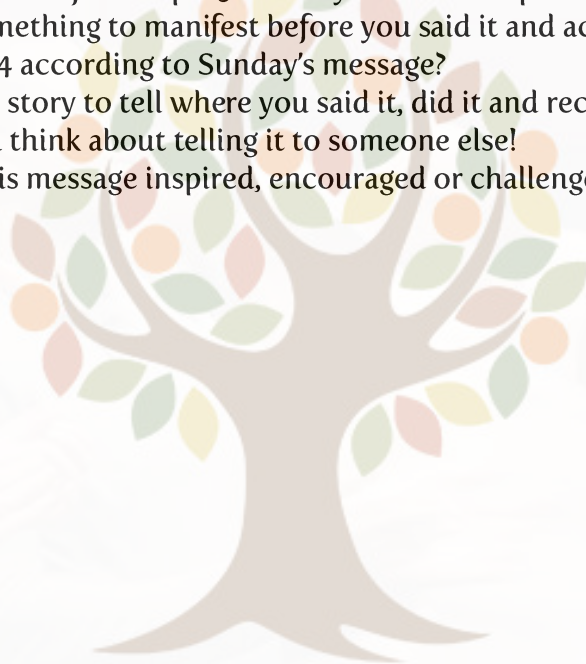 mething to manifest before you said it and ac
4 according to Sunday's message?
story to tell where you said it, did it and rec
think about telling it to someone else!
is message inspired, encouraged or challenge